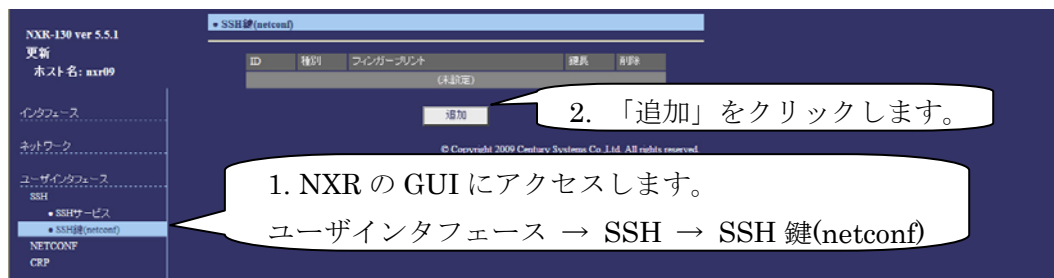 NXR-130 ver 5.5.1
更新
ホスト名: nxr09
インタフェース
ネットワーク
ユーザインタフェース
SSH
• SSHサービス
• SSH鍵(netconf)
NETCONF
CRP
• SSH鍵(netconf)
ID 種別 フィンガープリント 鍵長 削除
(未設定)
追加
2. 「追加」をクリックします。
© Copyright 2009 Century Systems Co.,Ltd. All rights reserved.
1. NXR の GUI にアクセスします。
ユーザインタフェース → SSH → SSH 鍵(netconf)